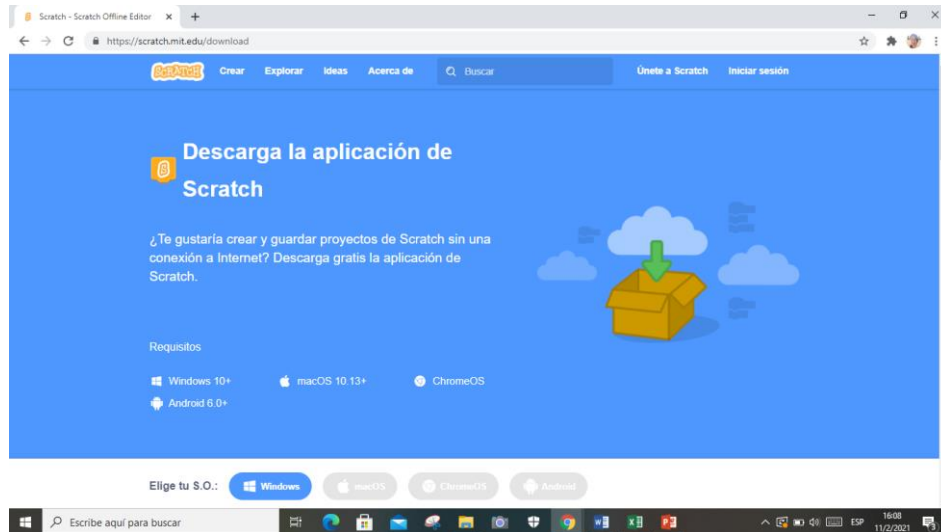 Scratch - Scratch Offline Editor
https://scratch.mit.edu/download
SCRATCH Crear Explorar Ideas Acerca de Buscar Únete a Scratch Iniciar sesión
Descarga la aplicación de
Scratch
¿Te gustaría crear y guardar proyectos de Scratch sin una
conexión a Internet? Descarga gratis la aplicación de
Scratch.
Requisitos
Windows 10+ macOS 10.13+ ChromeOS
Android 6.0+
Elige tu S.O.: Windows macOS ChromeOS Android
Escribe aquí para buscar
ESP
16:08
11/2/2021